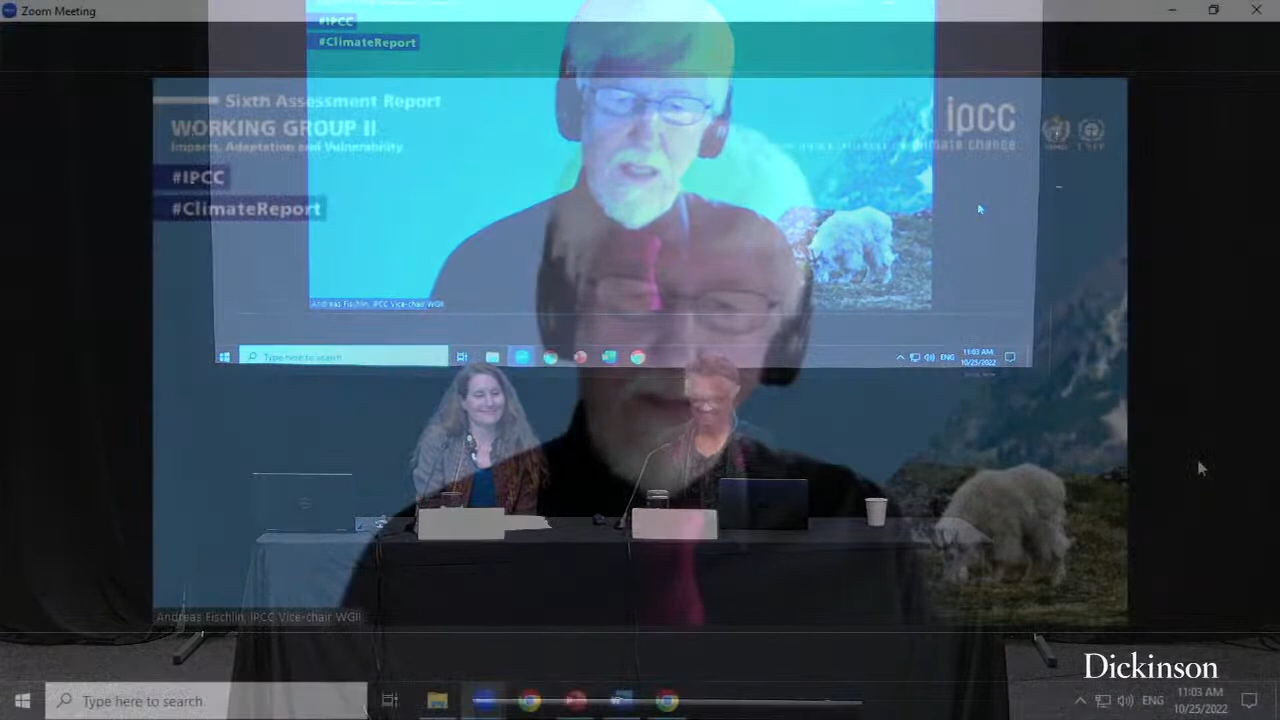 Zoom Meeting
#IPCC
#ClimateReport
Sixth Assessment Report
WORKING GROUP II
Impacts, Adaptation and Vulnerability
#IPCC
#ClimateReport
ipcc
climate change
Andreas Fischlin, IPCC Vice-chair WGII
Type here to search
ENG
11:03 AM
10/25/2022
Andreas Fischlin, IPCC Vice-chair WGII
Dickinson
Type here to search
ENG
11:03 AM
10/25/2022